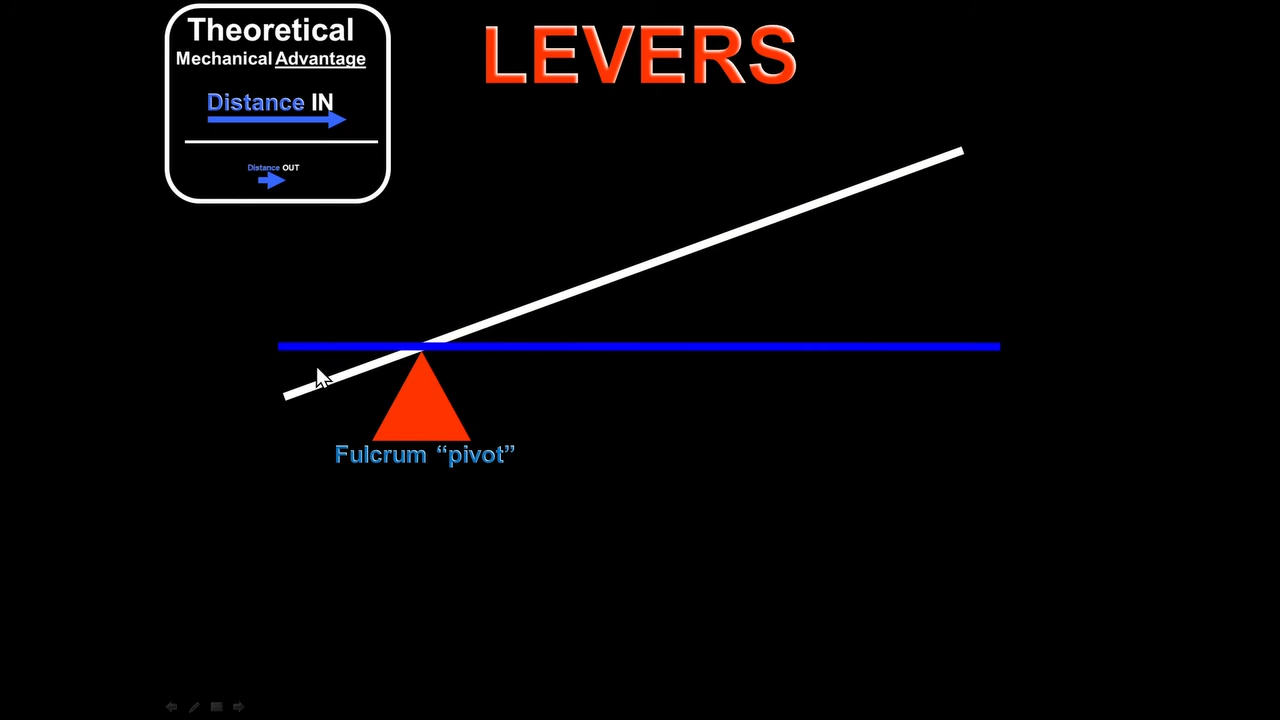 Theoretical
Mechanical Advantage
Distance IN
Distance OUT
LEVERS
Fulcrum “pivot”